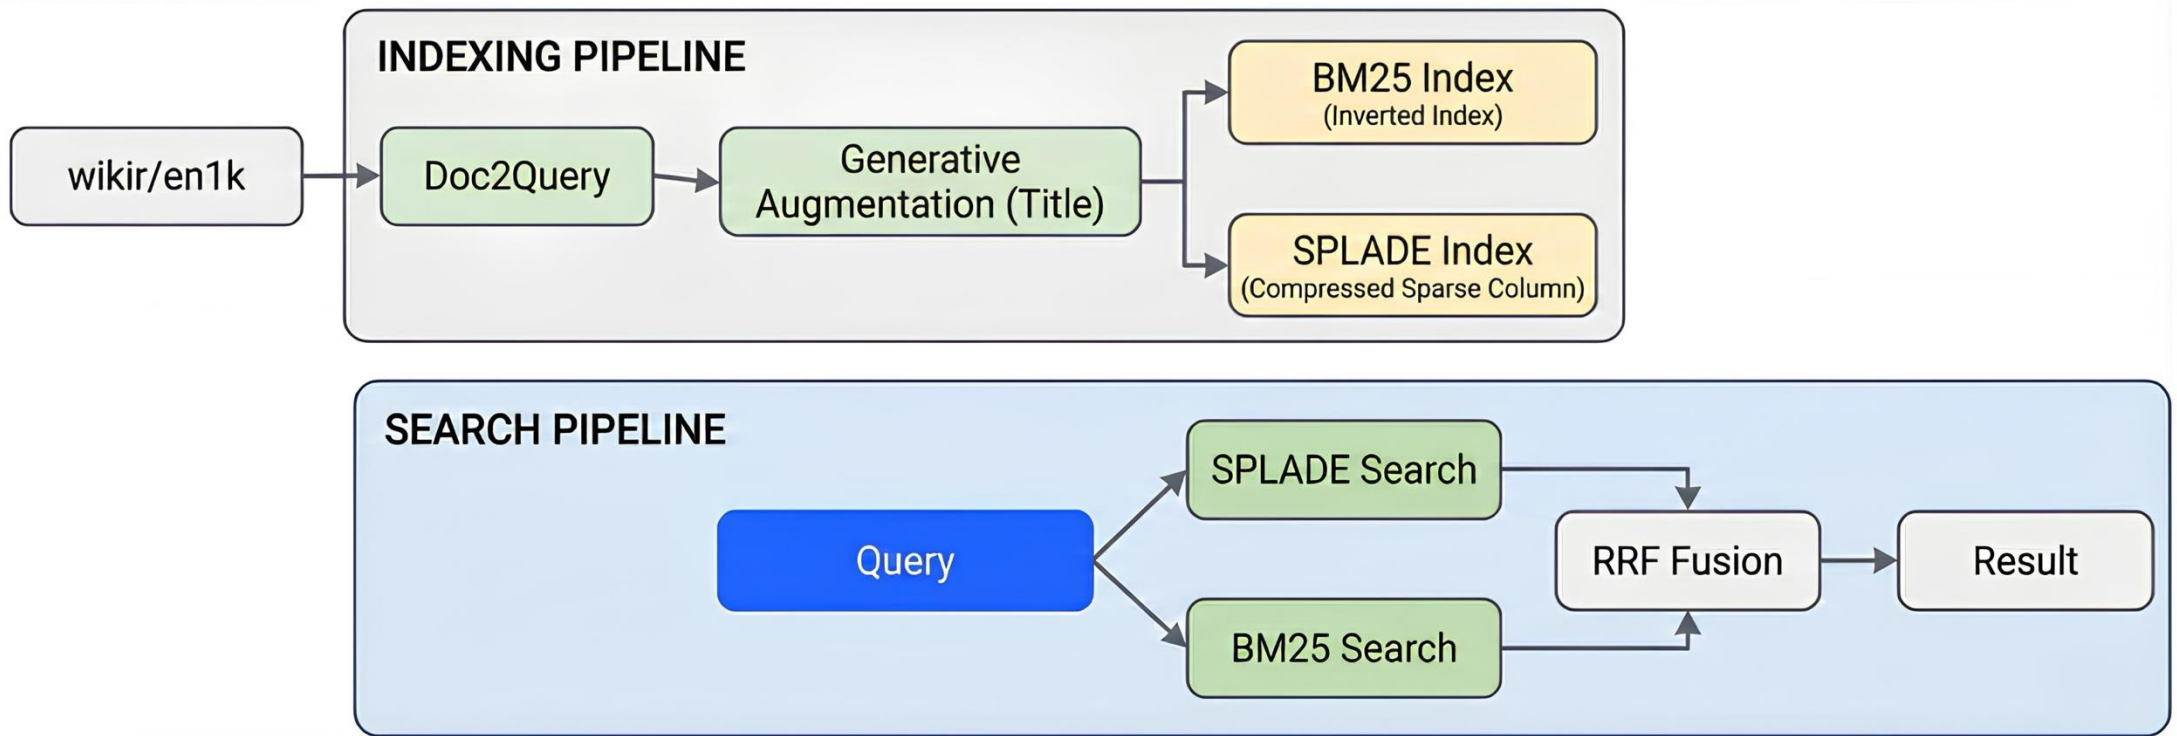 INDEXING PIPELINE
wikir/en1k
Doc2Query
Generative
Augmentation (Title)
BM25 Index
(Inverted Index)
SPLADE Index
(Compressed Sparse Column)
SEARCH PIPELINE
Query
SPLADE Search
BM25 Search
RRF Fusion
Result